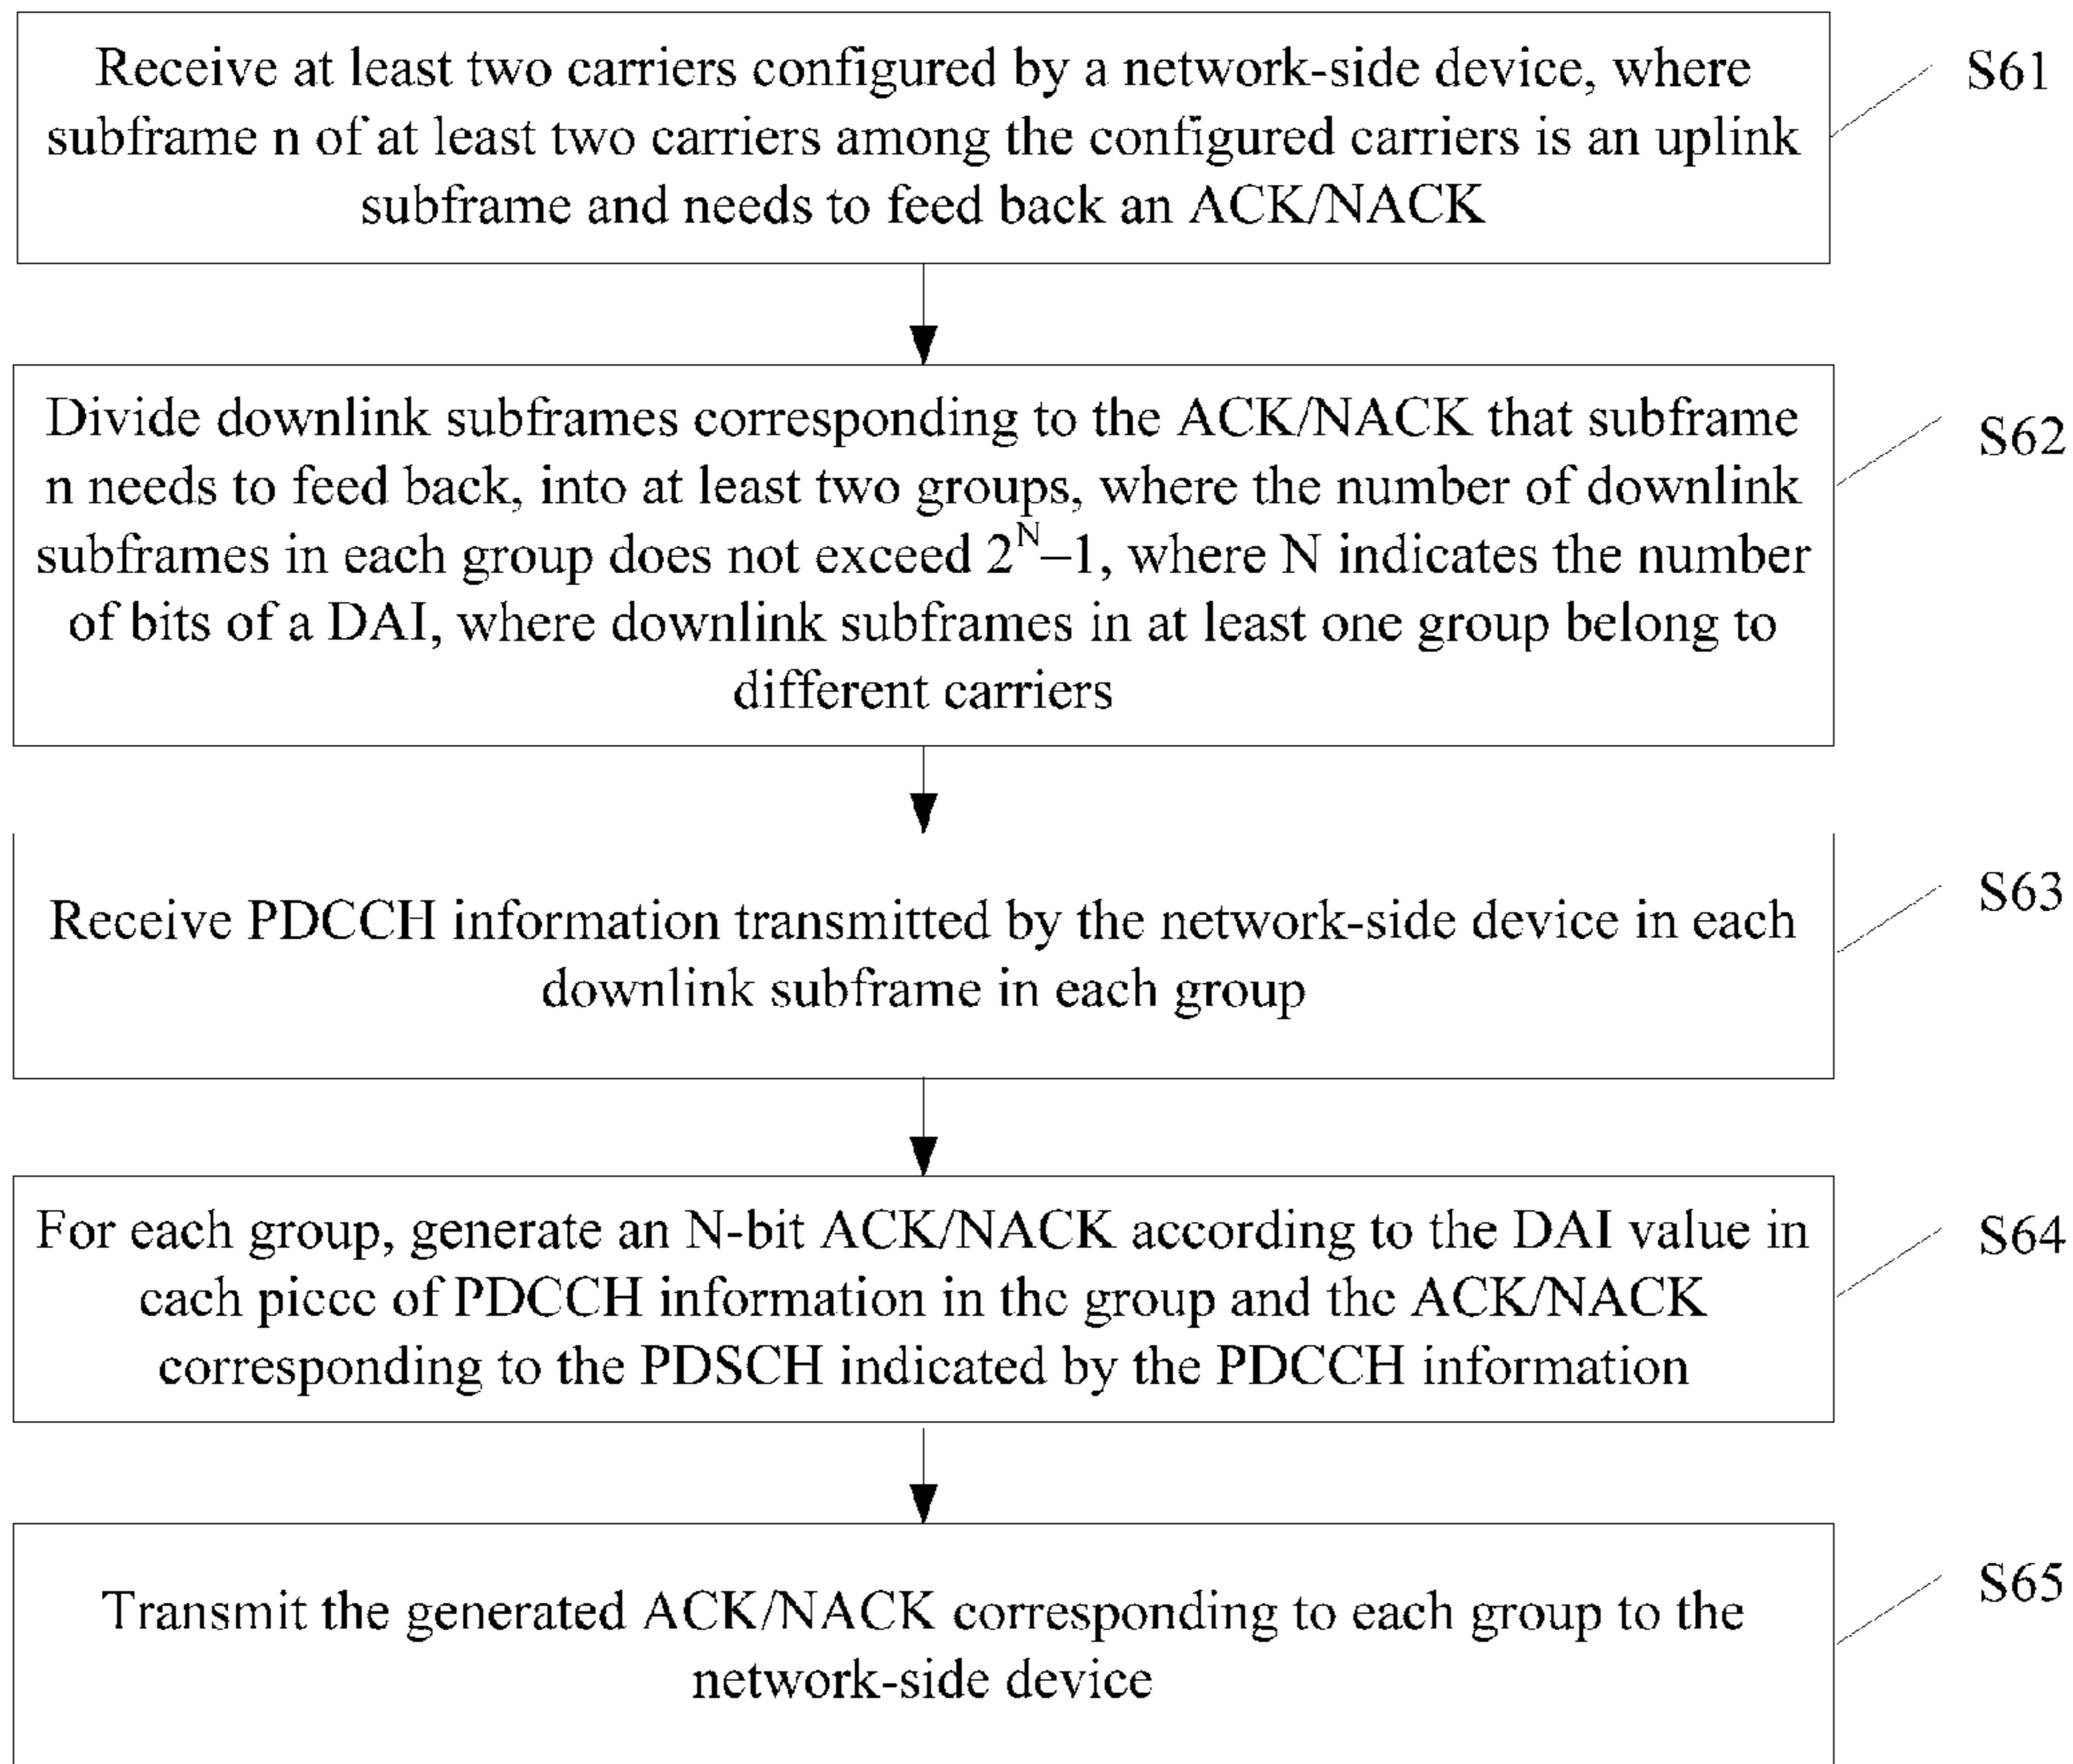 Receive at least two carriers configured by a network-side device, where
subframe n of at least two carriers among the configured carriers is an uplink
subframe and needs to feed back an ACK/NACK
S61
Divide downlink subframes corresponding to the ACK/NACK that subframe
n needs to feed back, into at least two groups, where the number of downlink
subframes in each group does not exceed 2^N–1, where N indicates the number
of bits of a DAI, where downlink subframes in at least one group belong to
different carriers
S62
Receive PDCCH information transmitted by the network-side device in each
downlink subframe in each group
S63
For each group, generate an N-bit ACK/NACK according to the DAI value in
each piece of PDCCH information in the group and the ACK/NACK
corresponding to the PDSCH indicated by the PDCCH information
S64
Transmit the generated ACK/NACK corresponding to each group to the
network-side device
S65